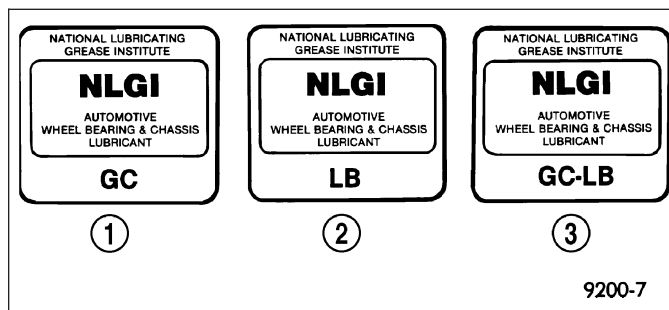 NATIONAL LUBRICATING
GREASE INSTITUTE
NLGI
AUTOMOTIVE
WHEEL BEARING & CHASSIS
LUBRICANT
GC
1
NATIONAL LUBRICATING
GREASE INSTITUTE
NLGI
AUTOMOTIVE
WHEEL BEARING & CHASSIS
LUBRICANT
LB
2
NATIONAL LUBRICATING
GREASE INSTITUTE
NLGI
AUTOMOTIVE
WHEEL BEARING & CHASSIS
LUBRICANT
GC-LB
3
9200-7